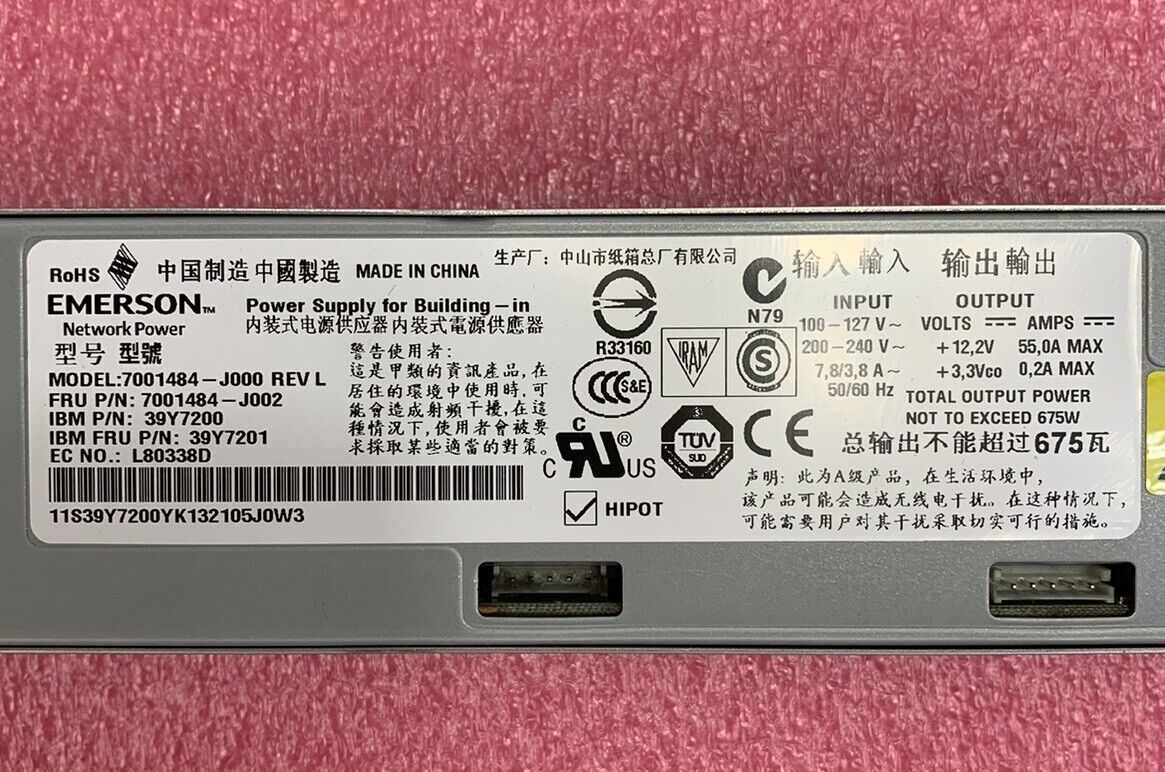 RoHS
中国制造 中國製造 MADE IN CHINA
生产厂：中山市纸箱总厂有限公司
EMERSON™
Network Power
Power Supply for Building-in
内装式电源供应器 内裝式電源供應器
型号 型號
MODEL:7001484-J000 REV L
FRU P/N: 7001484-J002
IBM P/N: 39Y7200
IBM FRU P/N: 39Y7201
EC NO.: L80338D
11S39Y7200YK132105J0W3
警告使用者:
這是甲類的資訊產品,在
居住的環境中使用時,可
能會造成射頻干擾,在這
種情況下,使用者會被要
求採取某些適當的對策。
R33160
S&E
c UL ® US
HIPOT
N79
IRAM
S
TÜV
SUD
CE
输入 輸入
INPUT
100-127 V~
200-240 V~
7,8/3,8 A~
50/60 Hz
输出 輸出
OUTPUT
VOLTS AMPS
+12,2V 55,0A MAX
+3,3Vco 0,2A MAX
TOTAL OUTPUT POWER
NOT TO EXCEED 675W
总输出不能超过675瓦
声明: 此为A级产品, 在生活环境中,
该产品可能会造成无线电干扰。在这种情况下,
可能需要用户对其干扰采取切实可行的措施。